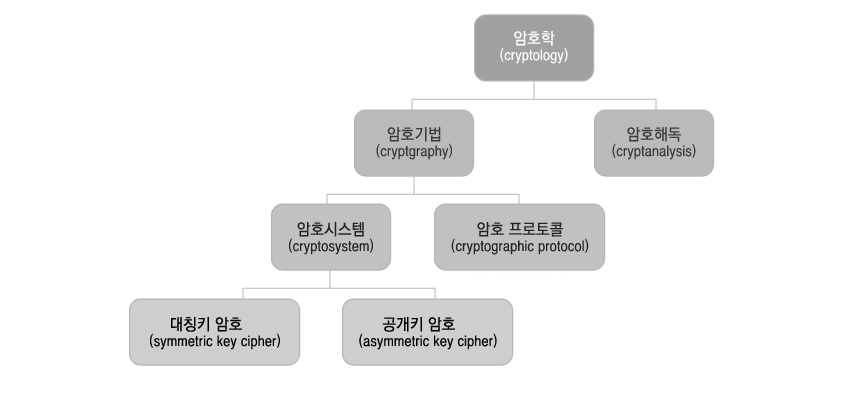 암호학
(cryptology)
암호기법
(cryptgraphy)
암호해독
(cryptanalysis)
암호시스템
(cryptosystem)
암호 프로토콜
(cryptographic protocol)
대칭키 암호
(symmetric key cipher)
공개키 암호
(asymmetric key cipher)